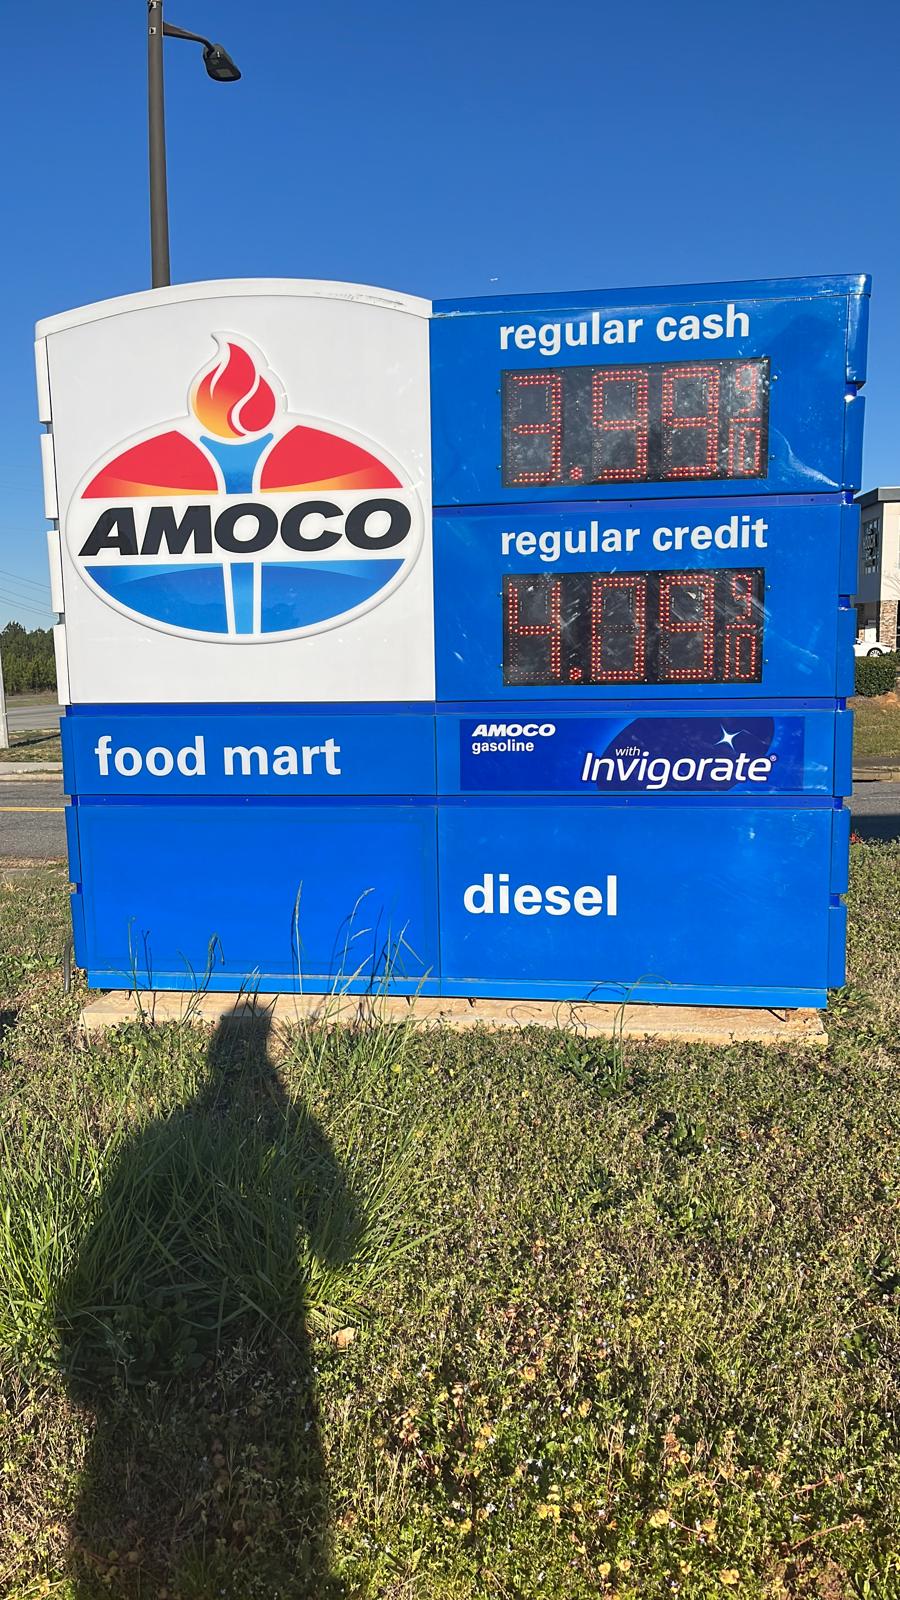 AMOCO
regular cash
3.99 9/10
regular credit
4.09 9/10
food mart
AMOCO
gasoline
with
Invigorate®
diesel